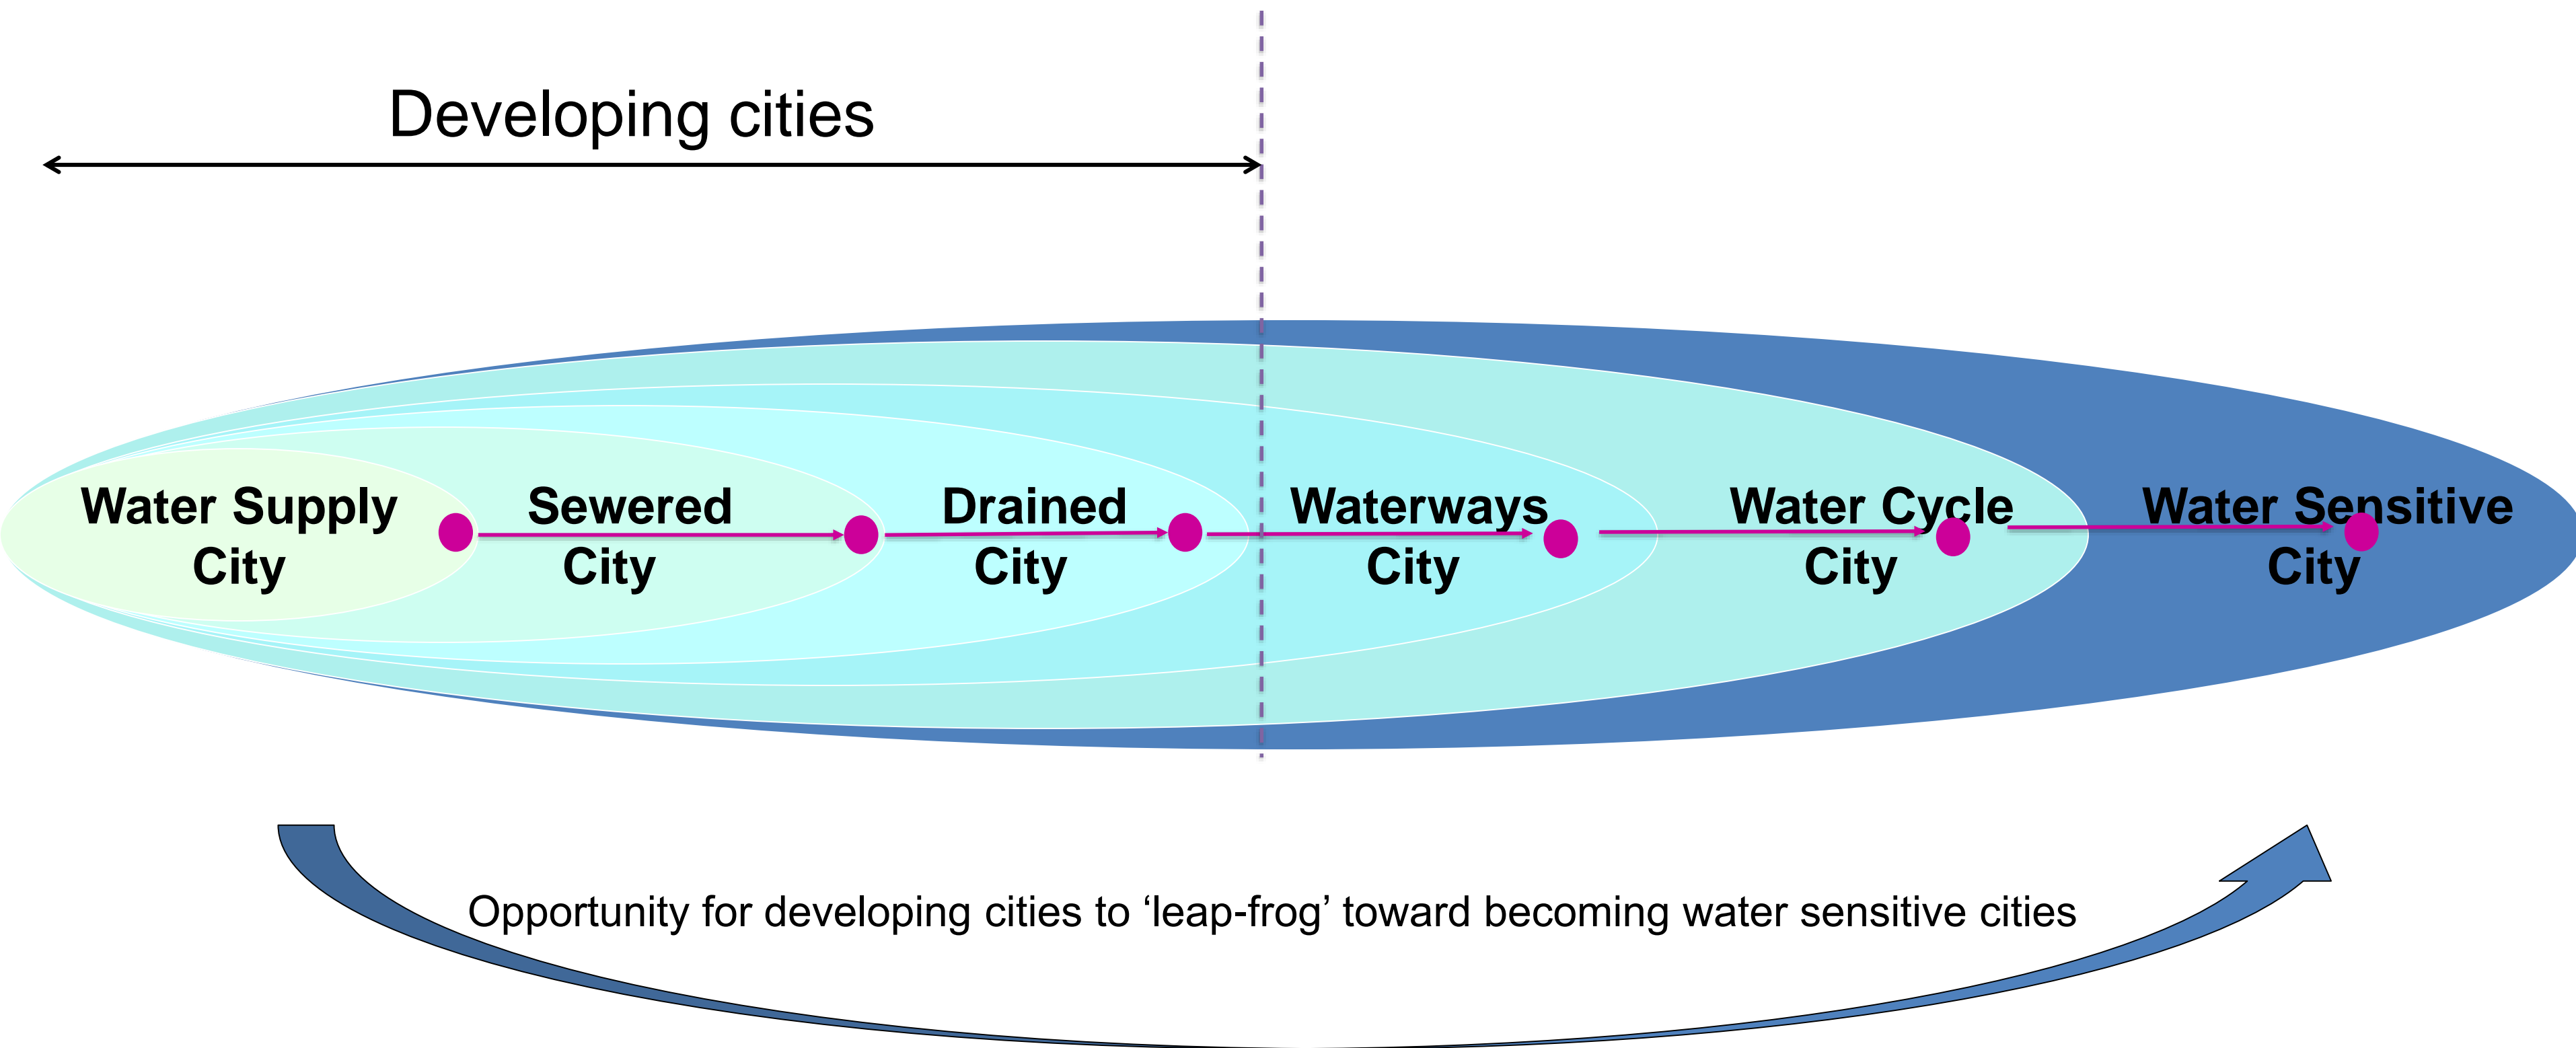 Developing cities
Water Supply
City
Sewered
City
Drained
City
Waterways
City
Water Cycle
City
Water Sensitive
City
Opportunity for developing cities to ‘leap-frog’ toward becoming water sensitive cities